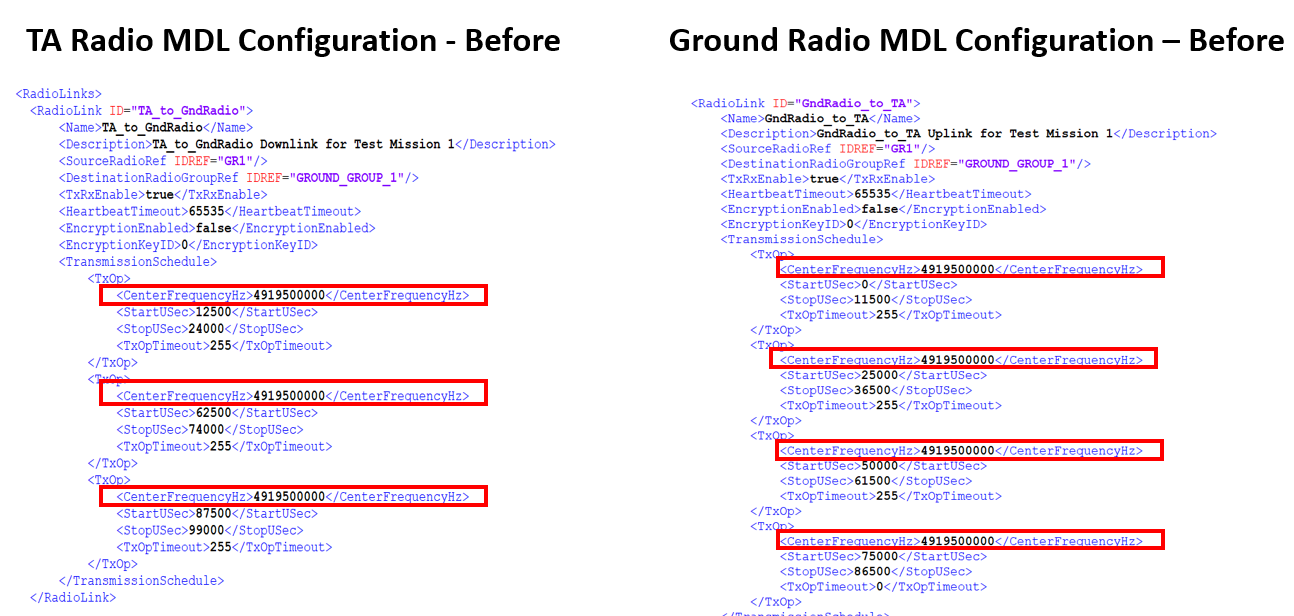 TA Radio MDL Configuration - Before
<RadioLinks>
<RadioLink ID="TA_to_GndRadio">
<Name>TA_to_GndRadio</Name>
<Description>TA_to_GndRadio Downlink for Test Mission 1</Description>
<SourceRadioRef IDREF="GR1"/>
<DestinationRadioGroupRef IDREF="GROUND_GROUP_1"/>
<TxRxEnable>true</TxRxEnable>
<HeartbeatTimeout>65535</HeartbeatTimeout>
<EncryptionEnabled>false</EncryptionEnabled>
<EncryptionKeyID>0</EncryptionKeyID>
<TransmissionSchedule>
<TxOp>
<CenterFrequencyHz>4919500000</CenterFrequencyHz>
<StartUSec>12500</StartUSec>
<StopUSec>24000</StopUSec>
<TxOpTimeout>255</TxOpTimeout>
</TxOp>
<TxOp>
<CenterFrequencyHz>4919500000</CenterFrequencyHz>
<StartUSec>62500</StartUSec>
<StopUSec>74000</StopUSec>
<TxOpTimeout>255</TxOpTimeout>
</TxOp>
<TxOp>
<CenterFrequencyHz>4919500000</CenterFrequencyHz>
<StartUSec>87500</StartUSec>
<StopUSec>99000</StopUSec>
<TxOpTimeout>255</TxOpTimeout>
</TxOp>
</TransmissionSchedule>
</RadioLink>
Ground Radio MDL Configuration – Before
<RadioLink ID="GndRadio_to_TA">
<Name>GndRadio_to_TA</Name>
<Description>GndRadio_to_TA Uplink for Test Mission 1</Description>
<SourceRadioRef IDREF="GR1"/>
<DestinationRadioGroupRef IDREF="GROUND_GROUP_1"/>
<TxRxEnable>true</TxRxEnable>
<HeartbeatTimeout>65535</HeartbeatTimeout>
<EncryptionEnabled>false</EncryptionEnabled>
<EncryptionKeyID>0</EncryptionKeyID>
<TransmissionSchedule>
<TxOp>
<CenterFrequencyHz>4919500000</CenterFrequencyHz>
<StartUSec>0</StartUSec>
<StopUSec>11500</StopUSec>
<TxOpTimeout>255</TxOpTimeout>
</TxOp>
<TxOp>
<CenterFrequencyHz>4919500000</CenterFrequencyHz>
<StartUSec>25000</StartUSec>
<StopUSec>36500</StopUSec>
<TxOpTimeout>255</TxOpTimeout>
</TxOp>
<TxOp>
<CenterFrequencyHz>4919500000</CenterFrequencyHz>
<StartUSec>50000</StartUSec>
<StopUSec>61500</StopUSec>
<TxOpTimeout>255</TxOpTimeout>
</TxOp>
<TxOp>
<CenterFrequencyHz>4919500000</CenterFrequencyHz>
<StartUSec>75000</StartUSec>
<StopUSec>86500</StopUSec>
<TxOpTimeout>0</TxOpTimeout>
</TxOp>
</TransmissionSchedule>